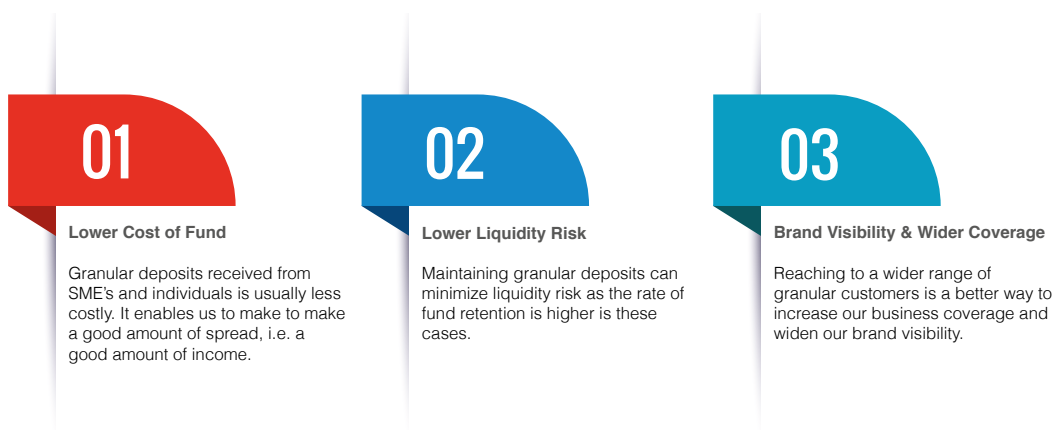 01
Lower Cost of Fund
Granular deposits received from
SME's and individuals is usually less
costly. It enables us to make to make
a good amount of spread, i.e. a
good amount of income.
02
Lower Liquidity Risk
Maintaining granular deposits can
minimize liquidity risk as the rate of
fund retention is higher is these
cases.
03
Brand Visibility & Wider Coverage
Reaching to a wider range of
granular customers is a better way to
increase our business coverage and
widen our brand visibility.